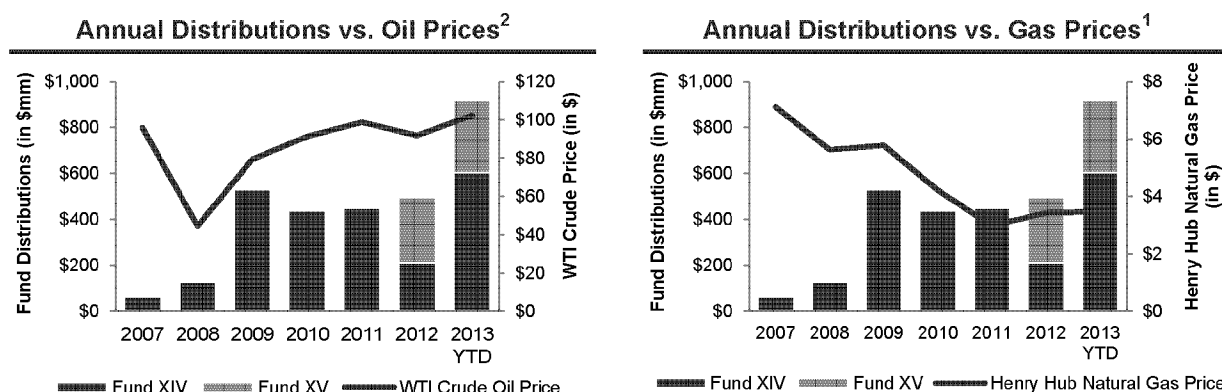 Annual Distributions vs. Oil Prices2
Fund Distributions (in $mm)
$1,000
$800
$600
$400
$200
$0
$120
$100
$80
$60
$40
$20
$0
WTI Crude Price (in $)
2007 2008 2009 2010 2011 2012 2013
YTD
Fund XIV Fund XV WTI Crude Oil Price
Annual Distributions vs. Gas Prices1
Fund Distributions (in $mm)
$1,000
$800
$600
$400
$200
$0
$8
$6
$4
$2
$0
Henry Hub Natural Gas Price
(in $)
2007 2008 2009 2010 2011 2012 2013
YTD
Fund XIV Fund XV Henry Hub Natural Gas Price